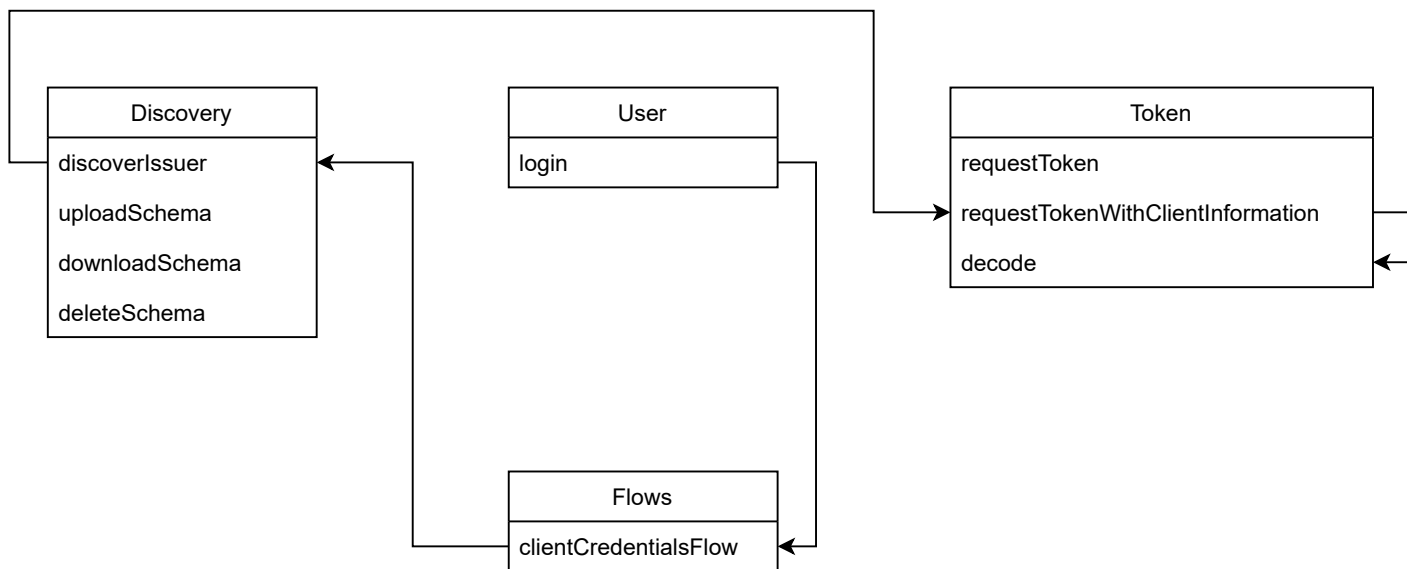 Discovery
discoverIssuer
uploadSchema
downloadSchema
deleteSchema
User
login
Token
requestToken
requestTokenWithClientInformation
decode
Flows
clientCredentialsFlow